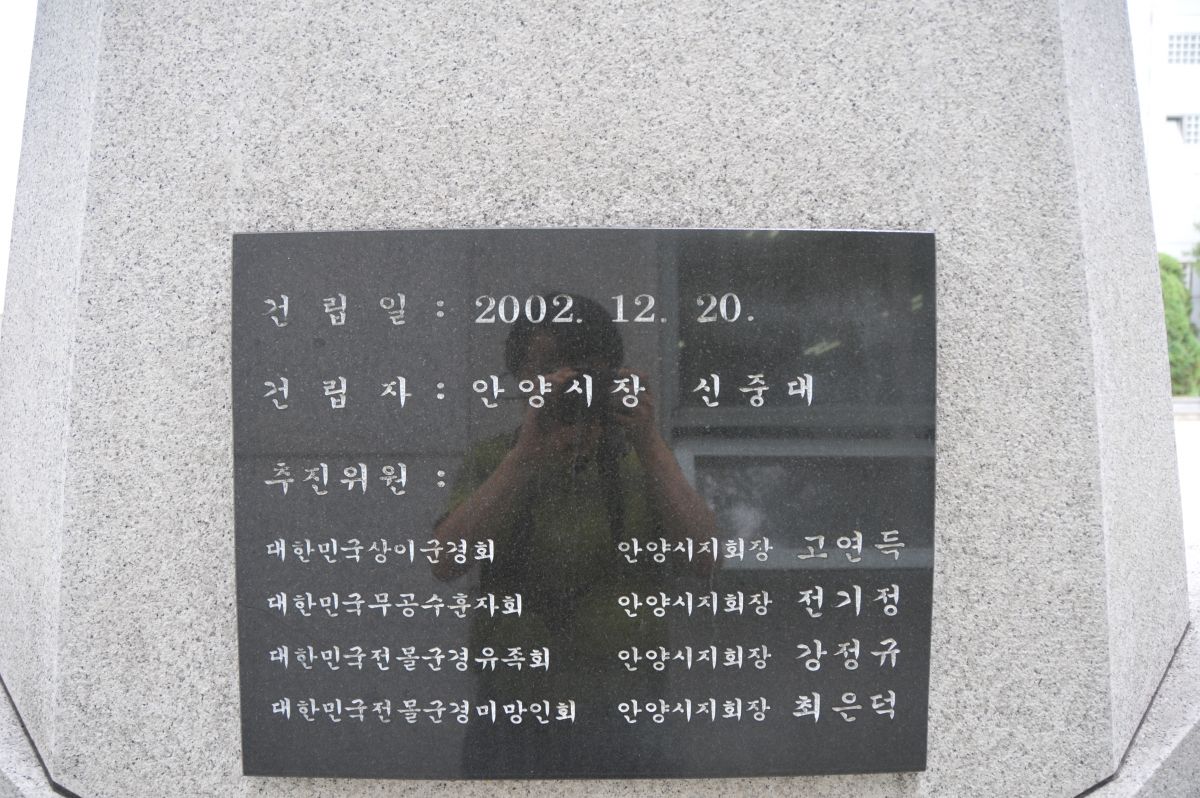 건 립 일 : 2002. 12. 20.
건 립 자 : 안양시장 신중대
추진위원 :
대한민국상이군경회 안양시지회장 고연득
대한민국무공수훈자회 안양시지회장 전기정
대한민국전몰군경유족회 안양시지회장 강정규
대한민국전몰군경미망인회 안양시지회장 최은덕